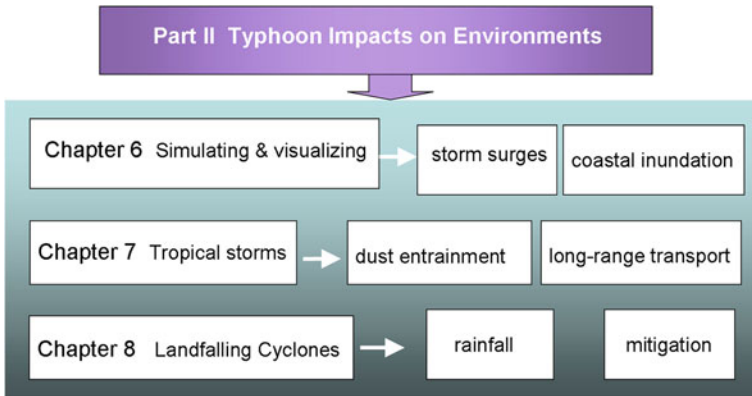 Part II Typhoon Impacts on Environments
Chapter 6 Simulating & visualizing
storm surges
coastal inundation
Chapter 7 Tropical storms
dust entrainment
long-range transport
Chapter 8 Landfalling Cyclones
rainfall
mitigation